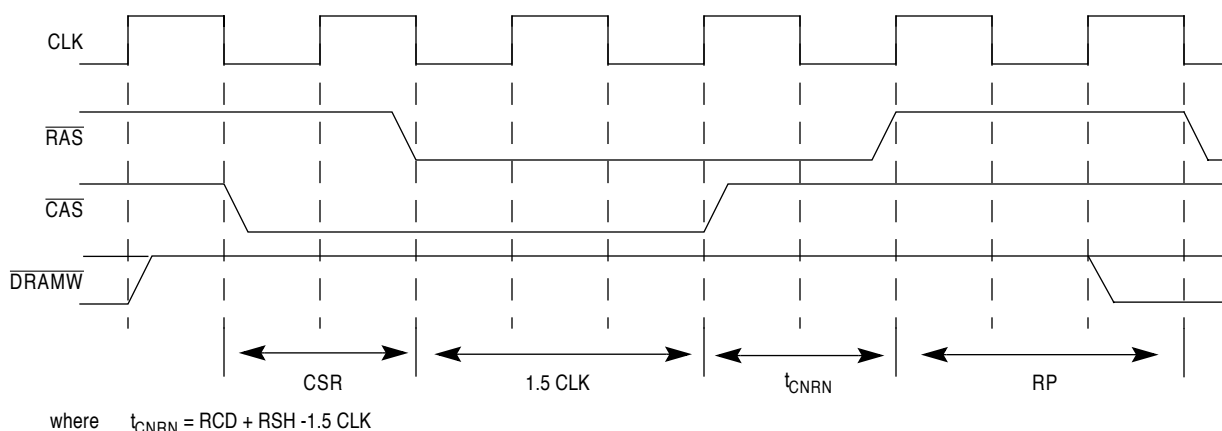 CLK
RAS
CAS
DRAMW
CSR 1.5 CLK tCNRN RP
where tCNRN = RCD + RSH -1.5 CLK